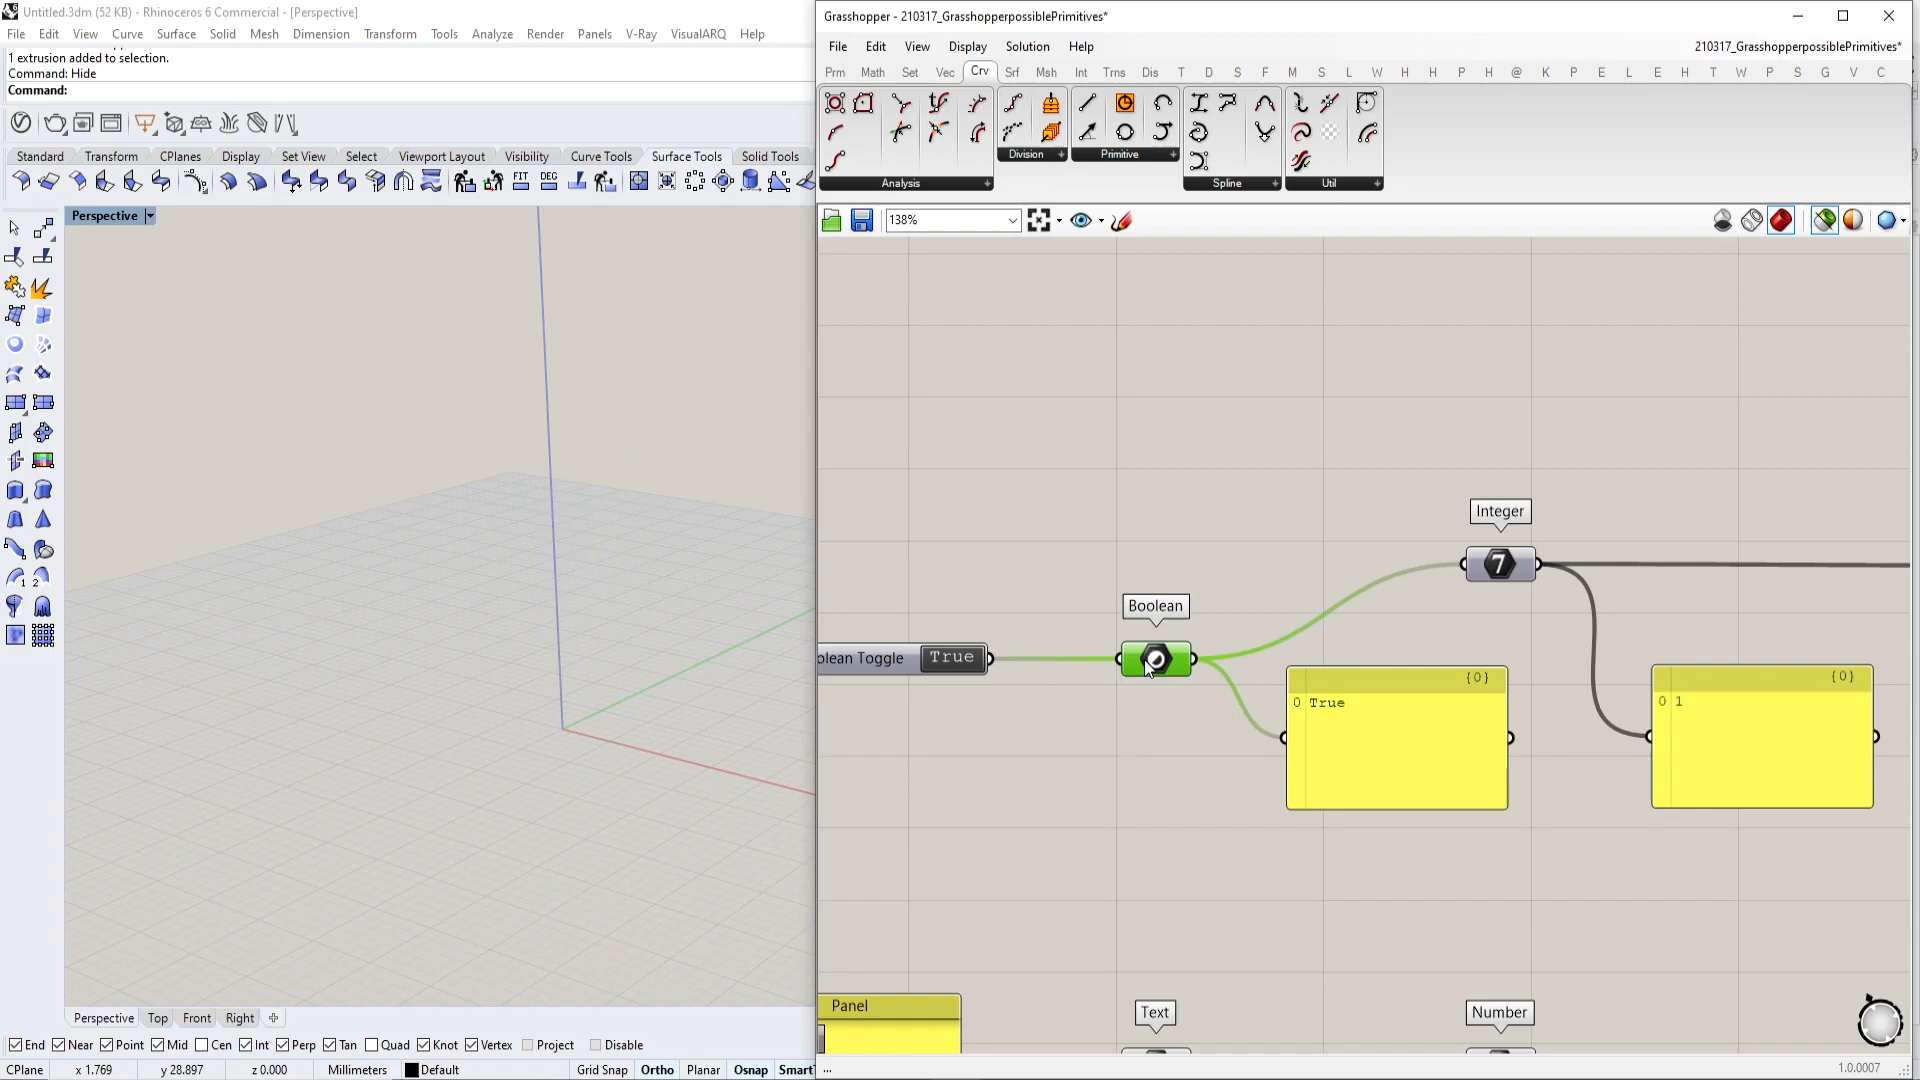 Untitled.3dm (52 KB) - Rhinoceros 6 Commercial - [Perspective]
File Edit View Curve Surface Solid Mesh Dimension Transform Tools Analyze Render Panels V-Ray VisualARQ Help
1 extrusion added to selection.
Command: Hide
Command:
Standard Transform CPlanes Display Set View Select Viewport Layout Visibility Curve Tools Surface Tools Solid Tools
FIT DEG
Perspective
1 2
Perspective Top Front Right
End Near Point Mid Cen Int Perp Tan Quad Knot Vertex Project Disable
CPlane x 1.769 y 28.897 z 0.000 Millimeters Default Grid Snap Ortho Planar Osnap SmartT
Grasshopper - 210317_GrasshopperpossiblePrimitives*
File Edit View Display Solution Help
210317_GrasshopperpossiblePrimitives*
Prm Math Set Vec Crv Srf Msh Int Trns Dis T D S F M S L W H H P H @ K P E L E H T W P S G V C
Analysis Division Primitive Spline Util
138%
Integer
7
Boolean
olean Toggle True
{0}
0 True
{0}
0 1
Panel
Text
Number
...
1.0.0007